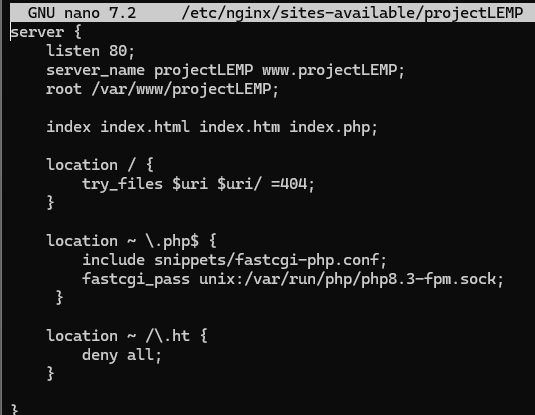 GNU nano 7.2     /etc/nginx/sites-available/projectLEMP
server {
    listen 80;
    server_name projectLEMP www.projectLEMP;
    root /var/www/projectLEMP;

    index index.html index.htm index.php;

    location / {
        try_files $uri $uri/ =404;
    }

    location ~ \.php$ {
        include snippets/fastcgi-php.conf;
        fastcgi_pass unix:/var/run/php/php8.3-fpm.sock;
     }

    location ~ /\.ht {
        deny all;
    }

}